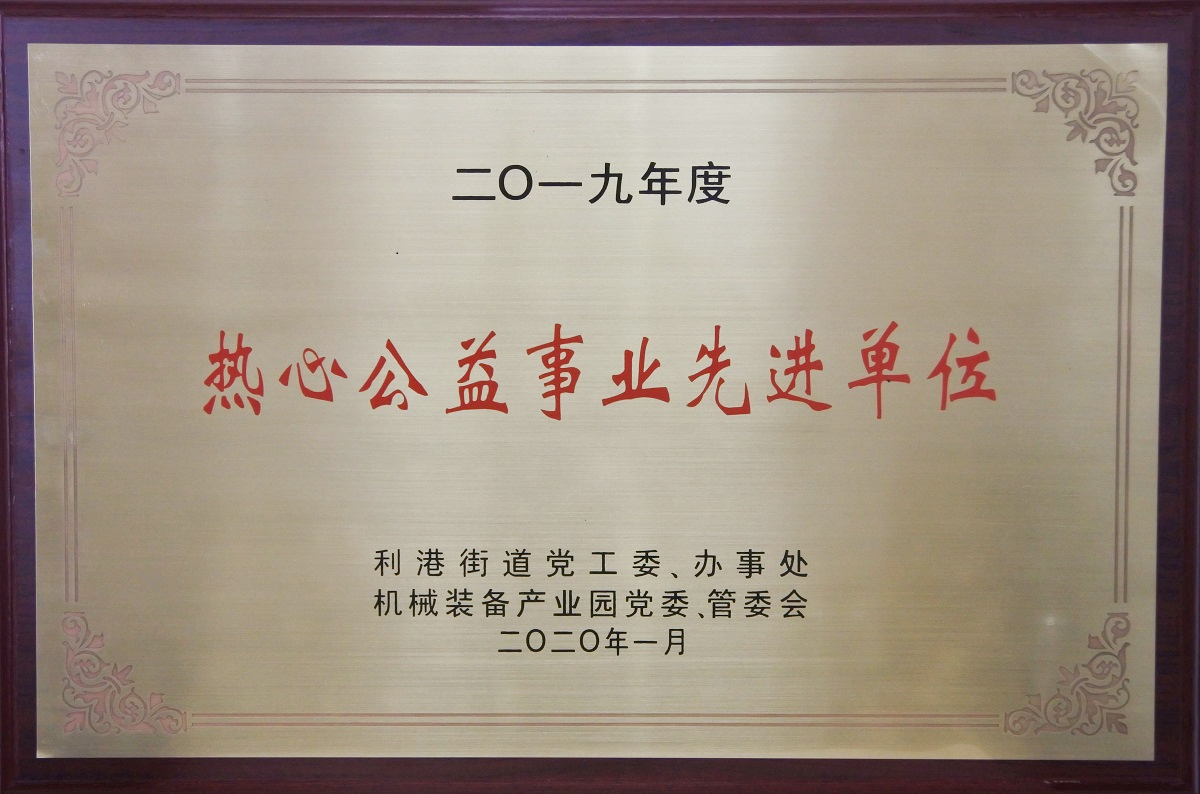 二〇一九年度
热心公益事业先进单位
利港街道党工委、办事处
机械装备产业园党委、管委会
二〇二〇年一月